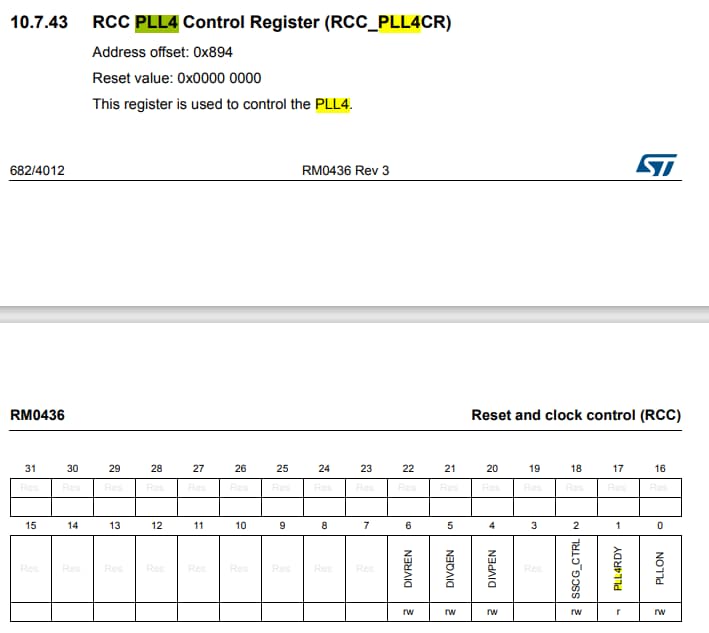 10.7.43 RCC PLL4 Control Register (RCC_PLL4CR)
Address offset: 0x894
Reset value: 0x0000 0000
This register is used to control the PLL4.
682/4012 RM0436 Rev 3 ST
RM0436 Reset and clock control (RCC)
31 30 29 28 27 26 25 24 23 22 21 20 19 18 17 16
Res. Res. Res. Res. Res. Res. Res. Res. Res. Res. Res. Res. Res. Res. Res. Res.
15 14 13 12 11 10 9 8 7 6 5 4 3 2 1 0
Res. Res. Res. Res. Res. Res. Res. Res. Res. DIVREN DIVQEN DIVPEN Res. SSCG_CTRL PLL4RDY PLLON
rw rw rw rw r rw